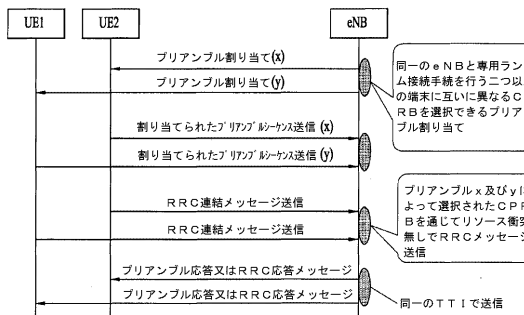 UE1
UE2
eNB
プリアンブル割り当て(x)
プリアンブル割り当て(y)
同一のeNBと専用ラン
ム接続手続を行う二つ以
の端末に互いに異なるC
RBを選択できるプリア
ブル割り当て
割り当てられたプリアンブルシーケンス送信(x)
割り当てられたプリアンブルシーケンス送信(y)
RRC連結メッセージ送信
RRC連結メッセージ送信
プリアンブルx及びyに
よって選択されたCPR
Bを通じてリソース衝突
無しでRRCメッセージ
送信
プリアンブル応答又はRRC応答メッセージ
プリアンブル応答又はRRC応答メッセージ
同一のTTIで送信